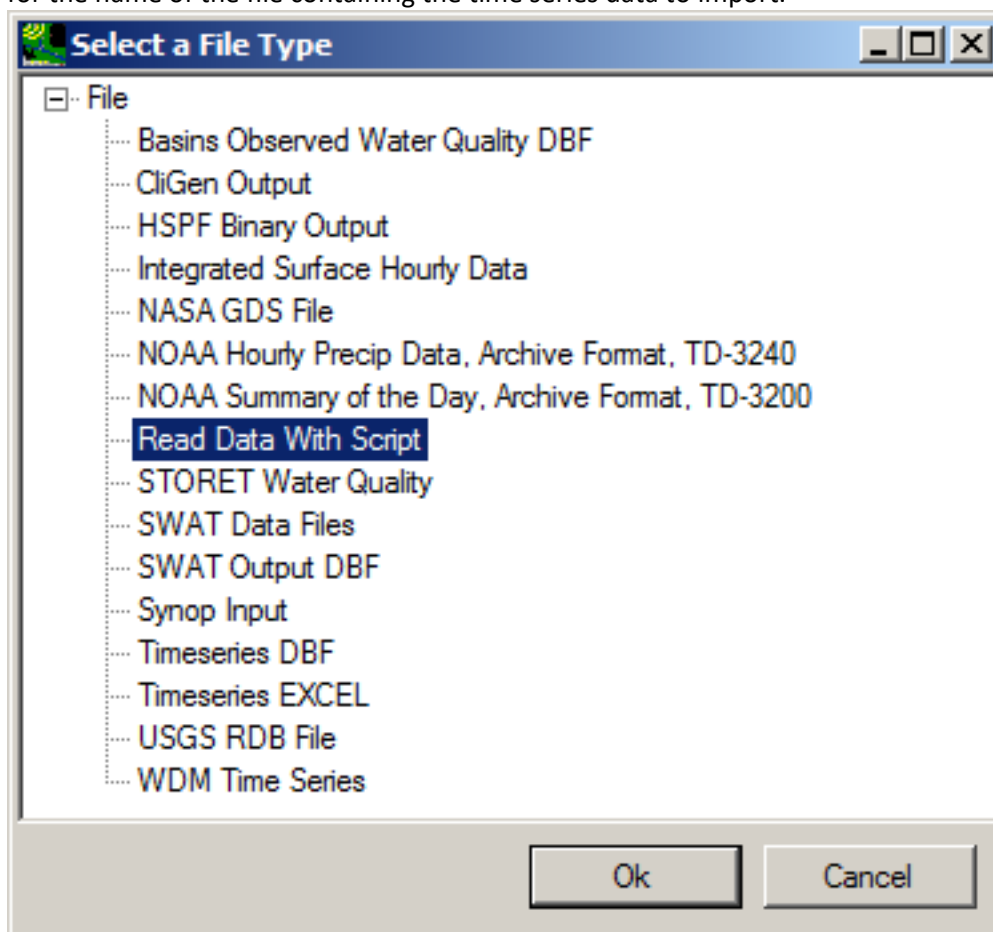 for the name of the file containing the time series data to import.
Select a File Type
File
Basins Observed Water Quality DBF
CliGen Output
HSPF Binary Output
Integrated Surface Hourly Data
NASA GDS File
NOAA Hourly Precip Data, Archive Format, TD-3240
NOAA Summary of the Day, Archive Format, TD-3200
Read Data With Script
STORET Water Quality
SWAT Data Files
SWAT Output DBF
Synop Input
Timeseries DBF
Timeseries EXCEL
USGS RDB File
WDM Time Series
Ok Cancel